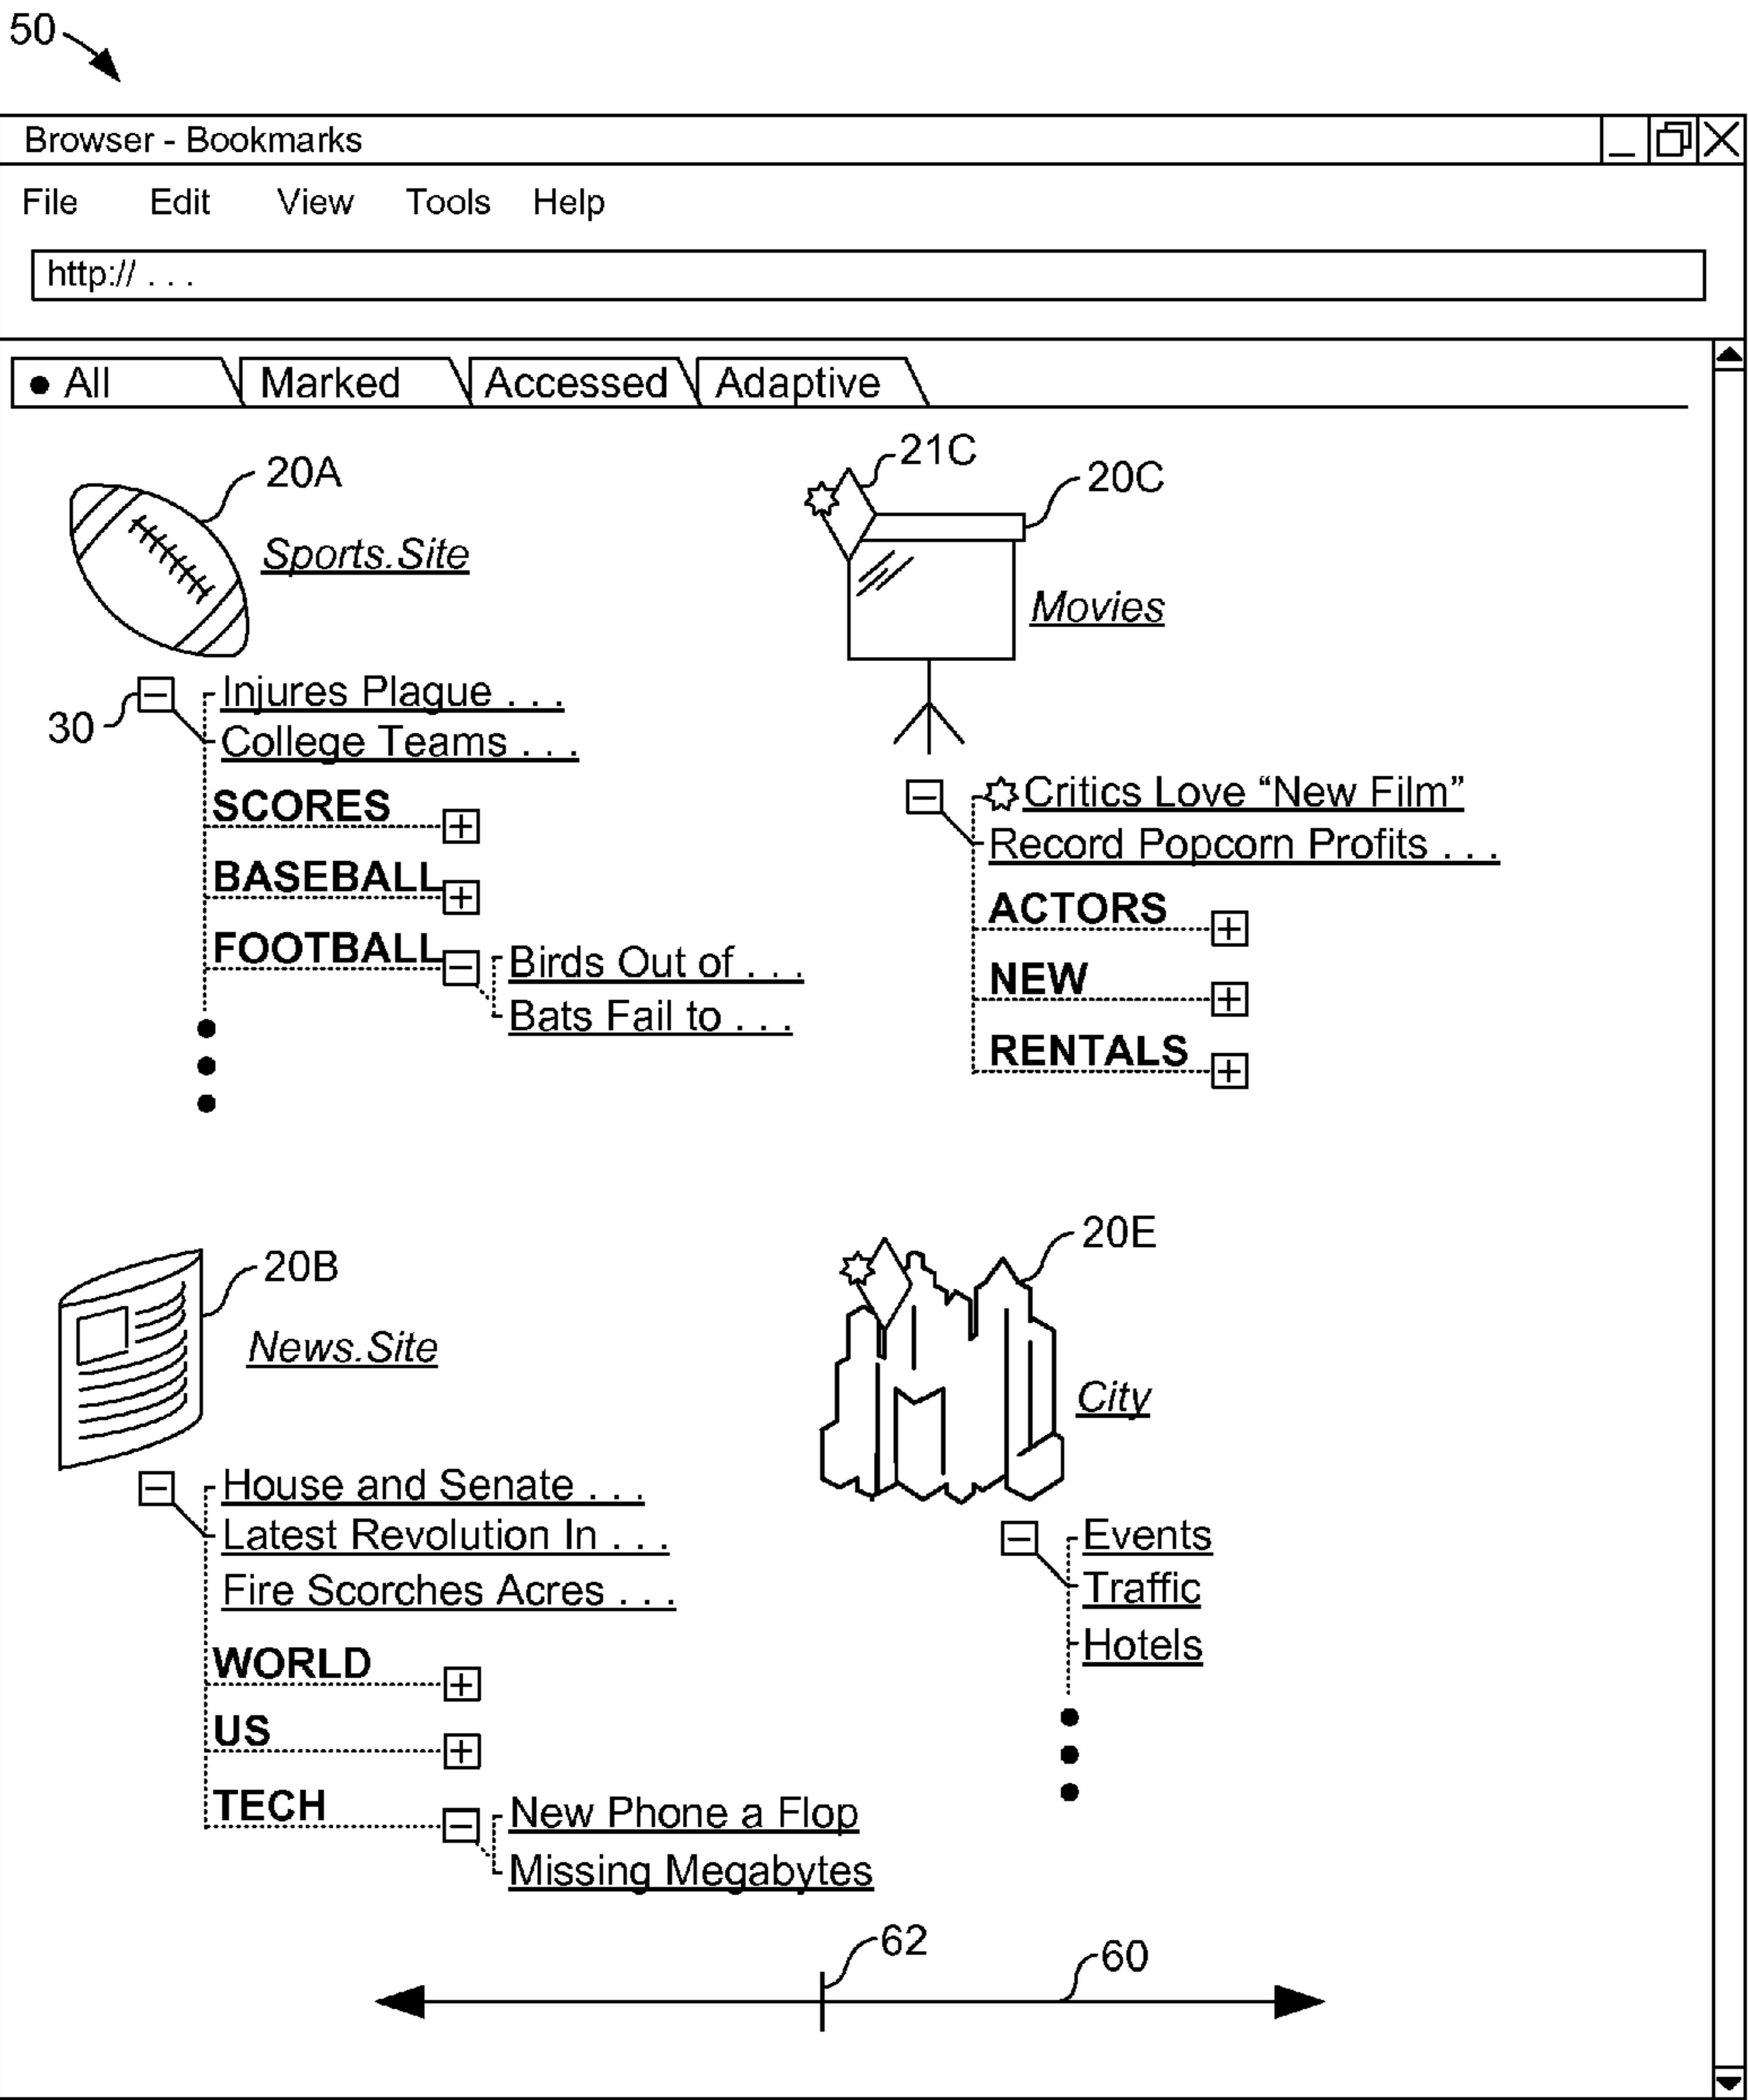 50
Browser - Bookmarks
File Edit View Tools Help
http:// . . .
All Marked Accessed Adaptive
20A
Sports.Site
30
Injures Plague . . .
College Teams . . .
SCORES
BASEBALL
FOOTBALL
Birds Out of . . .
Bats Fail to . . .
21C
20C
Movies
Critics Love “New Film”
Record Popcorn Profits . . .
ACTORS
NEW
RENTALS
20B
News.Site
House and Senate . . .
Latest Revolution In . . .
Fire Scorches Acres . . .
WORLD
US
TECH
New Phone a Flop
Missing Megabytes
20E
City
Events
Traffic
Hotels
62
60